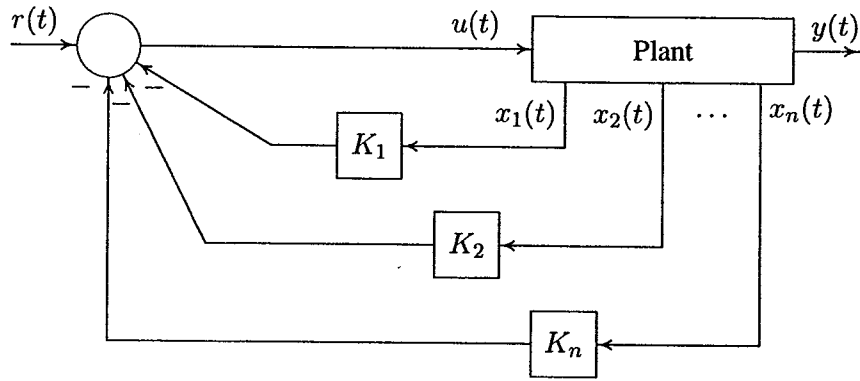 r(t)
u(t)
Plant
y(t)
− − −
x₁(t)
x₂(t)
...
xₙ(t)
K₁
K₂
Kₙ